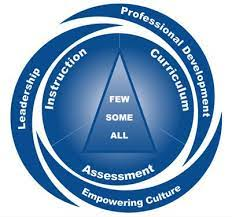 Professional Development
Leadership
Instruction
Curriculum
FEW
SOME
ALL
Assessment
Empowering Culture